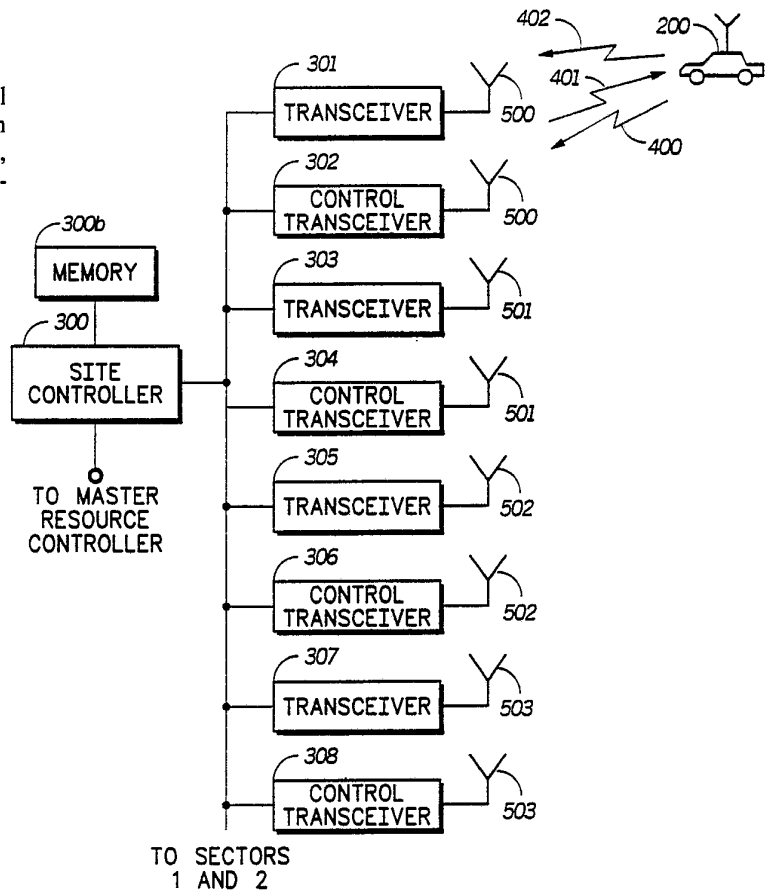 l
n
,
-
402
200
401
400
301
TRANSCEIVER
500
302
CONTROL
TRANSCEIVER
500
300b
MEMORY
303
TRANSCEIVER
501
300
SITE
CONTROLLER
304
CONTROL
TRANSCEIVER
501
TO MASTER
RESOURCE
CONTROLLER
305
TRANSCEIVER
502
306
CONTROL
TRANSCEIVER
502
307
TRANSCEIVER
503
308
CONTROL
TRANSCEIVER
503
TO SECTORS
1 AND 2